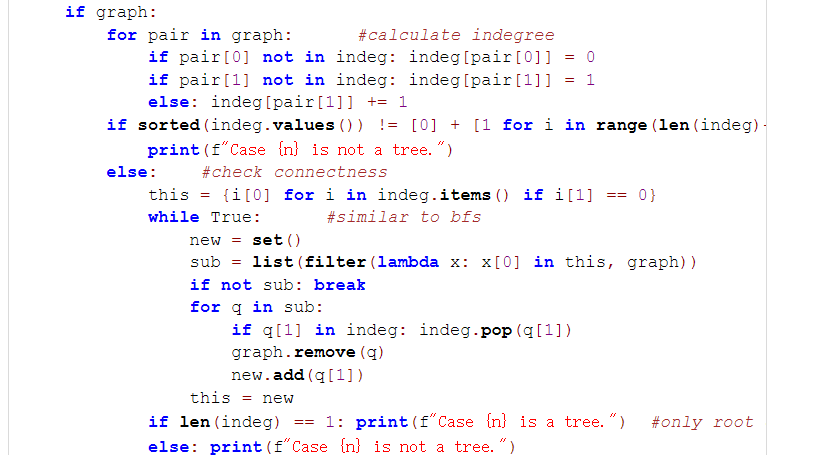 if graph:
for pair in graph: #calculate indegree
if pair[0] not in indeg: indeg[pair[0]] = 0
if pair[1] not in indeg: indeg[pair[1]] = 1
else: indeg[pair[1]] += 1
if sorted(indeg.values()) != [0] + [1 for i in range(len(indeg)-
print(f"Case {n} is not a tree.")
else: #check connectness
this = {i[0] for i in indeg.items() if i[1] == 0}
while True: #similar to bfs
new = set()
sub = list(filter(lambda x: x[0] in this, graph))
if not sub: break
for q in sub:
if q[1] in indeg: indeg.pop(q[1])
graph.remove(q)
new.add(q[1])
this = new
if len(indeg) == 1: print(f"Case {n} is a tree.") #only root
else: print(f"Case {n} is not a tree.")